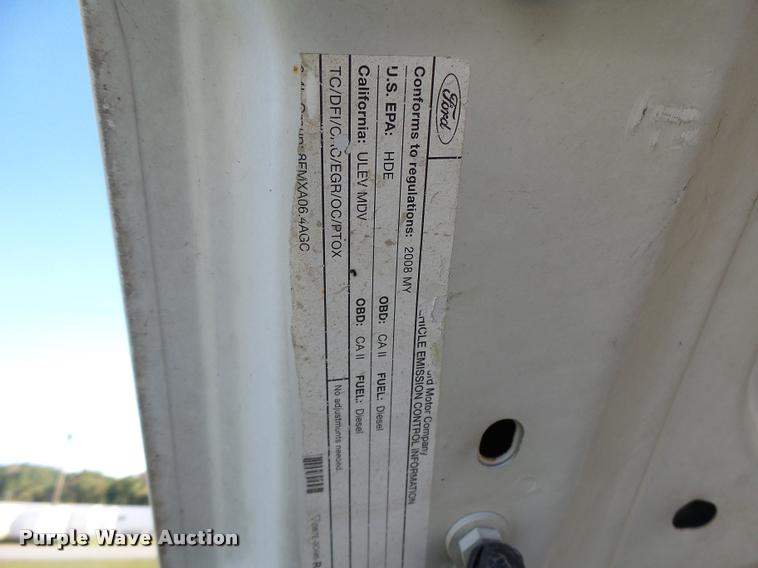 Ford
Motor Company
VEHICLE EMISSION CONTROL INFORMATION
Conforms to regulations: 2008 MY
U.S. EPA: HDE OBD: CA II FUEL: Diesel
California: ULEV MDV OBD: CA II FUEL: Diesel
TC/DFI/CAC/EGR/OC/PTOX No adjustments needed.
8FMXA06.4AGC
Purple Wave Auction